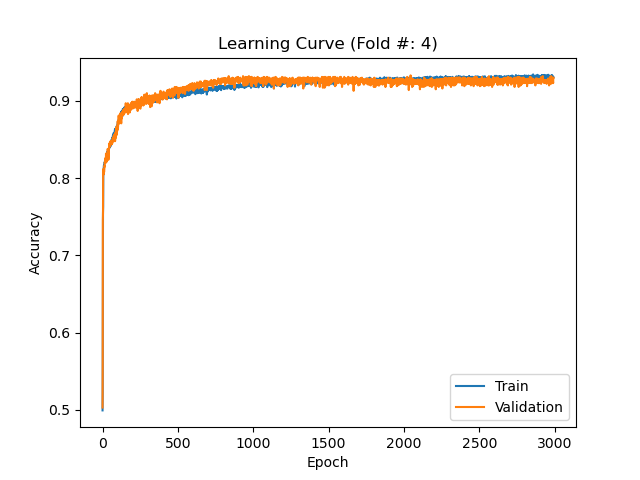 Learning Curve (Fold #: 4)
Accuracy
0.9
0.8
0.7
0.6
0.5
0 500 1000 1500 2000 2500 3000
Epoch
Train
Validation